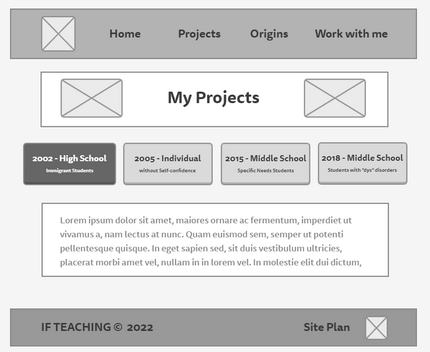 Home Projects Origins Work with me
My Projects
2002 - High School
Immigrant Students
2005 - Individual
without Self-confidence
2015 - Middle School
Specific Needs Students
2018 - Middle School
Students with "dys" disorders
Lorem ipsum dolor sit amet, maiores ornare ac fermentum, imperdiet ut
vivamus a, nam lectus at nunc. Quam euismod sem, semper ut potenti
pellentesque quisque. In eget sapien sed, sit duis vestibulum ultricies,
placerat morbi amet vel, nullam in in lorem vel. In molestie elit dui dictum,
IF TEACHING © 2022 Site Plan